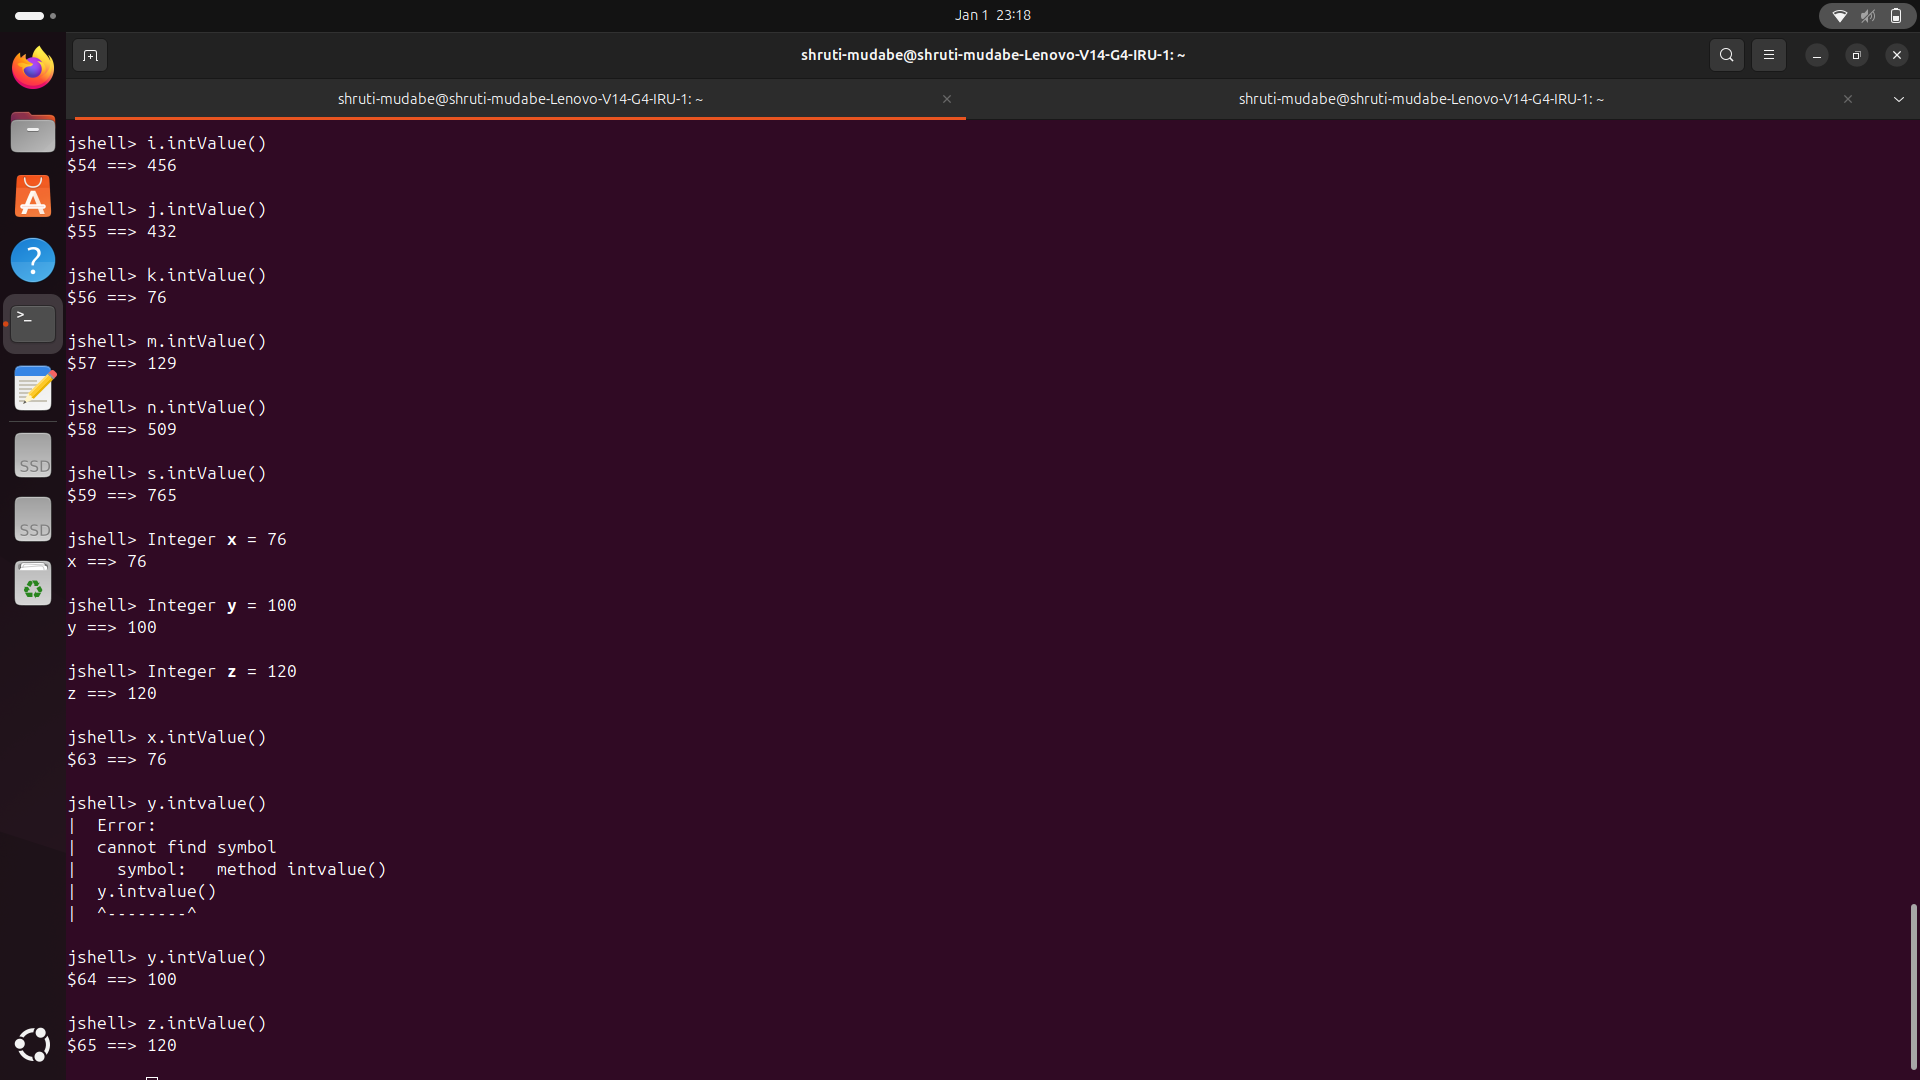 Jan 1 23:18
shruti-mudabe@shruti-mudabe-Lenovo-V14-G4-IRU-1: ~
shruti-mudabe@shruti-mudabe-Lenovo-V14-G4-IRU-1: ~
shruti-mudabe@shruti-mudabe-Lenovo-V14-G4-IRU-1: ~
jshell> i.intValue()
$54 ==> 456
jshell> j.intValue()
$55 ==> 432
jshell> k.intValue()
$56 ==> 76
jshell> m.intValue()
$57 ==> 129
jshell> n.intValue()
$58 ==> 509
jshell> s.intValue()
$59 ==> 765
jshell> Integer x = 76
x ==> 76
jshell> Integer y = 100
y ==> 100
jshell> Integer z = 120
z ==> 120
jshell> x.intValue()
$63 ==> 76
jshell> y.intvalue()
|  Error:
|  cannot find symbol
|    symbol:   method intvalue()
|  y.intvalue()
|  ^--------^
jshell> y.intValue()
$64 ==> 100
jshell> z.intValue()
$65 ==> 120
SSD
SSD